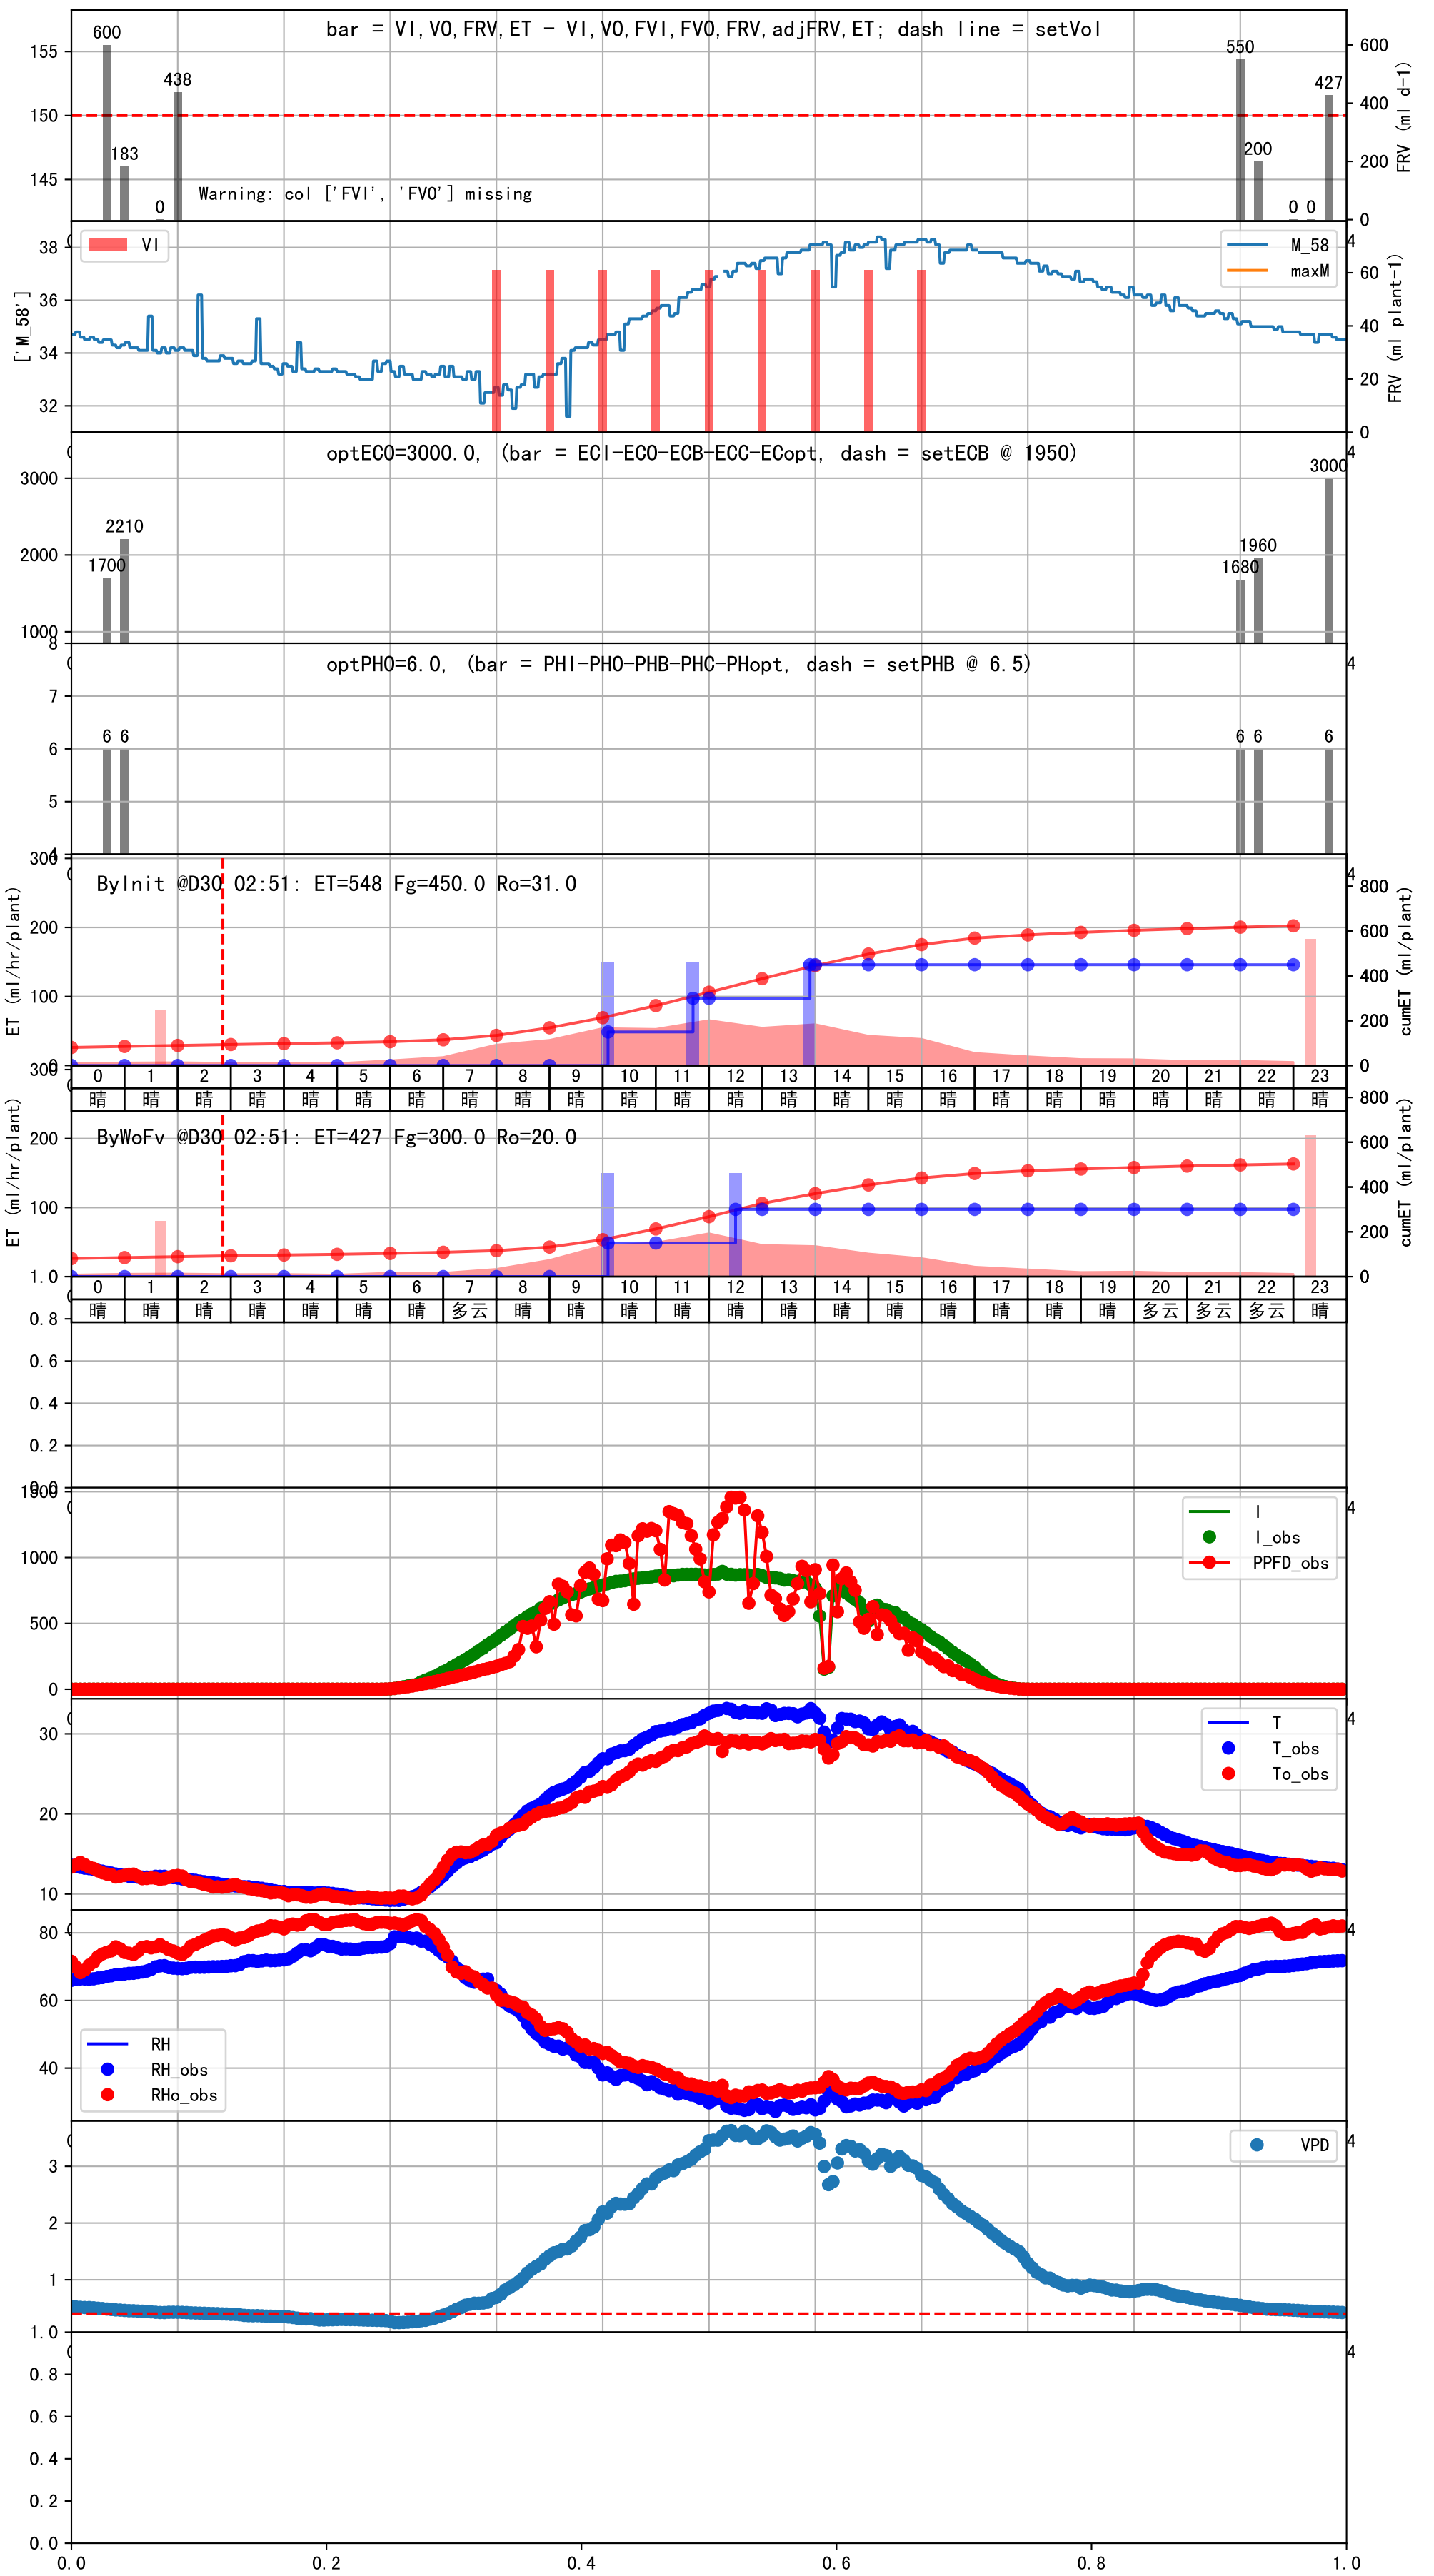 bar = VI,VO,FRV,ET - VI,VO,FVI,FVO,FRV,adjFRV,ET; dash line = setVol
600
183
0
438
550
200
0 0
427
155
150
145
600
400
200
0
FRV (ml d-1)
Warning: col ['FVI', 'FVO'] missing
VI
M_58
maxM
['M_58']
38
36
34
32
4
60
40
20
0
FRV (ml plant-1)
optECO=3000.0, (bar = ECI-ECO-ECB-ECC-ECopt, dash = setECB @ 1950)
4
3000
2000
1000
1700
2210
1680
1960
3000
optPHO=6.0, (bar = PHI-PHO-PHB-PHC-PHopt, dash = setPHB @ 6.5)
4
8
7
6
5
4
6 6
6 6
6
ByInit @D30 02:51: ET=548 Fg=450.0 Ro=31.0
4
ET (ml/hr/plant)
300
200
100
0
800
600
400
200
0
cumET (ml/plant)
0 1 2 3 4 5 6 7 8 9 10 11 12 13 14 15 16 17 18 19 20 21 22 23
晴 晴 晴 晴 晴 晴 晴 晴 晴 晴 晴 晴 晴 晴 晴 晴 晴 晴 晴 晴 晴 晴 晴 晴
ByWoFv @D30 02:51: ET=427 Fg=300.0 Ro=20.0
ET (ml/hr/plant)
300
200
100
800
600
400
200
0
cumET (ml/plant)
0 1 2 3 4 5 6 7 8 9 10 11 12 13 14 15 16 17 18 19 20 21 22 23
晴 晴 晴 晴 晴 晴 晴 多云 晴 晴 晴 晴 晴 晴 晴 晴 晴 晴 晴 晴 多云 多云 多云 晴
1.0
0.8
0.6
0.4
0.2
0.0
1500
1000
500
0
4
I
I_obs
PPFD_obs
30
20
10
4
T
T_obs
To_obs
80
60
40
4
RH
RH_obs
RHo_obs
3
2
1
4
VPD
4
1.0
0.8
0.6
0.4
0.2
0.0
0.0 0.2 0.4 0.6 0.8 1.0